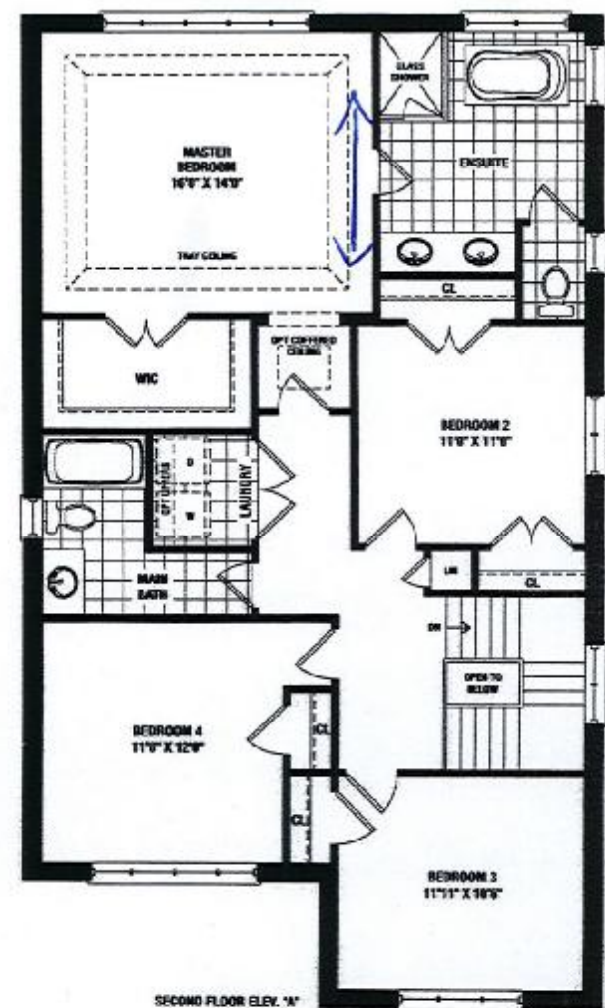 GLASS
SHOWER
MASTER
BEDROOM
16'0" X 14'0"
ENSUITE
TRAY CEILING
CL
OPT COFFERED
CEILING
WIC
BEDROOM 2
11'0" X 11'0"
D
LAUNDRY
OPT UPPERS
W
MAIN
BATH
LIN
CL
DN
OPEN TO
BELOW
BEDROOM 4
11'0" X 12'0"
CL
CL
BEDROOM 3
11'11" X 10'6"
SECOND FLOOR ELEV. "A"